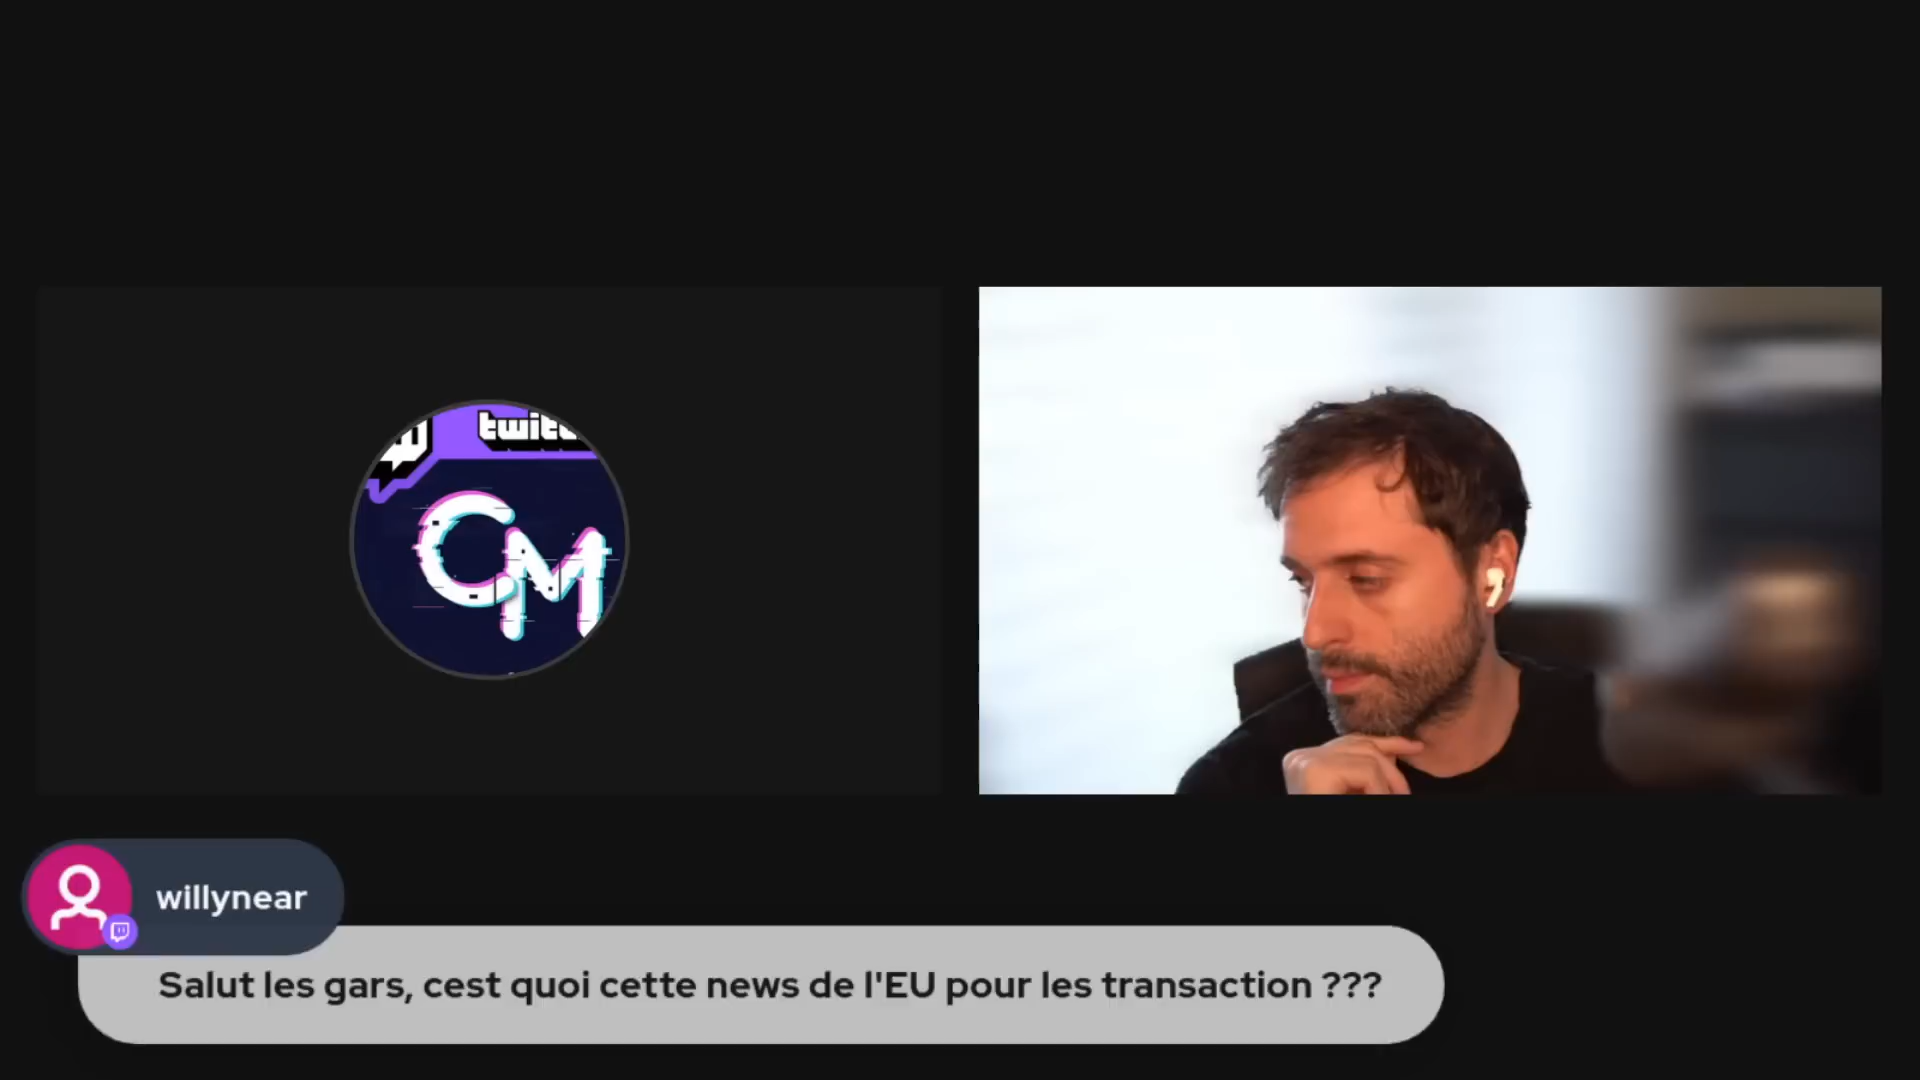 CM
willynear
Salut les gars, cest quoi cette news de l'EU pour les transaction ???